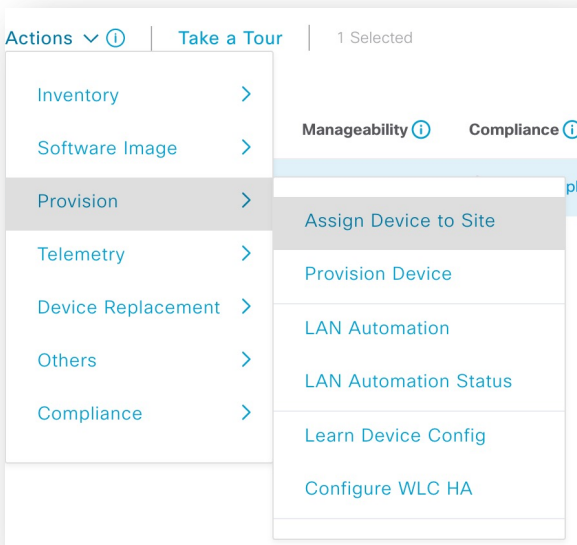 Actions Take a Tour 1 Selected
Inventory
Manageability Compliance
Software Image
Provision
Assign Device to Site
Telemetry
Provision Device
Device Replacement
LAN Automation
Others
LAN Automation Status
Compliance
Learn Device Config
Configure WLC HA